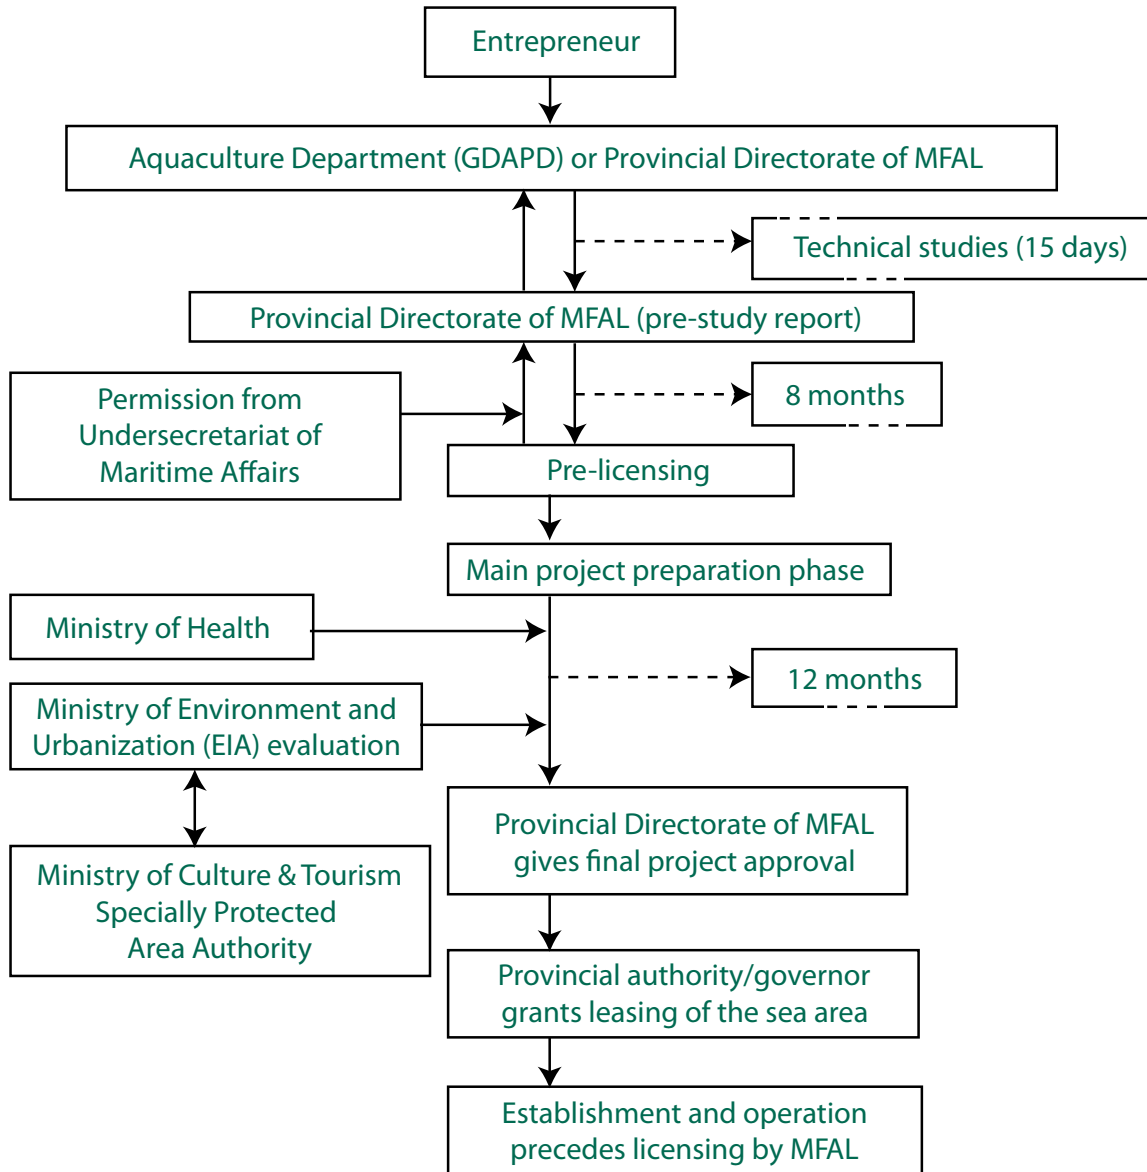 Entrepreneur
Aquaculture Department (GDAPD) or Provincial Directorate of MFAL
Technical studies (15 days)
Provincial Directorate of MFAL (pre-study report)
Permission from
Undersecretariat of
Maritime Affairs
8 months
Pre-licensing
Main project preparation phase
Ministry of Health
12 months
Ministry of Environment and
Urbanization (EIA) evaluation
Provincial Directorate of MFAL
gives final project approval
Ministry of Culture & Tourism
Specially Protected
Area Authority
Provincial authority/governor
grants leasing of the sea area
Establishment and operation
precedes licensing by MFAL